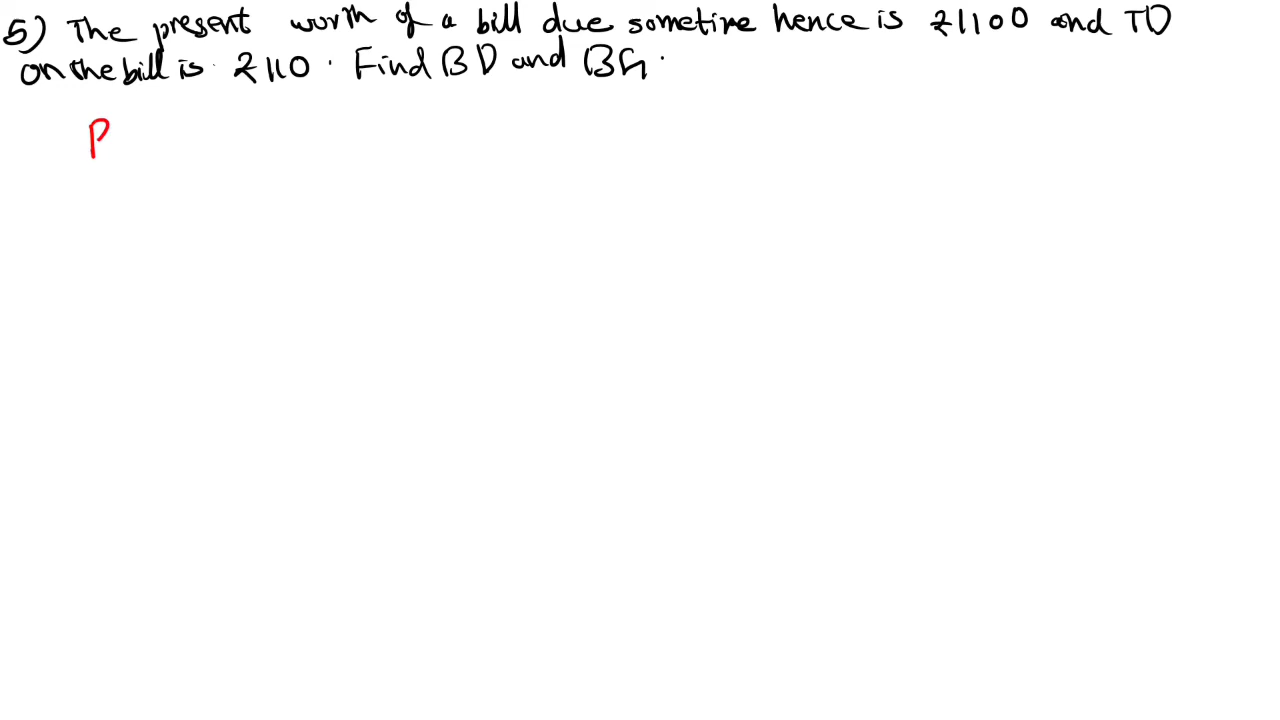 5) The present worth of a bill due sometime hence is ₹1100 and TD
on the bill is ₹110. Find BD and BG.
P